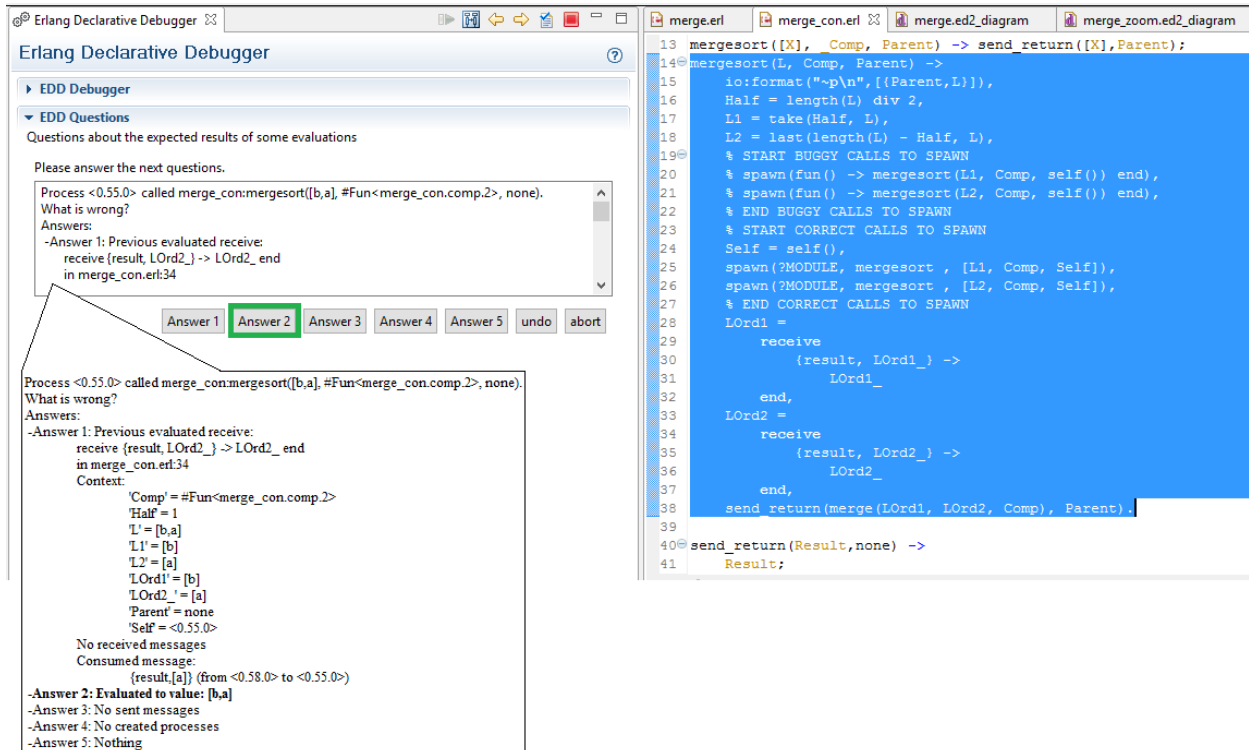 Erlang Declarative Debugger
Erlang Declarative Debugger
EDD Debugger
EDD Questions
Questions about the expected results of some evaluations
Please answer the next questions.
Process <0.55.0> called merge_con:mergesort([b,a], #Fun<merge_con.comp.2>, none).
What is wrong?
Answers:
-Answer 1: Previous evaluated receive:
receive {result, LOrd2_} -> LOrd2_ end
in merge_con.erl:34
Answer 1 Answer 2 Answer 3 Answer 4 Answer 5 undo abort
Process <0.55.0> called merge_con:mergesort([b,a], #Fun<merge_con.comp.2>, none).
What is wrong?
Answers:
-Answer 1: Previous evaluated receive:
receive {result, LOrd2_} -> LOrd2_ end
in merge_con.erl:34
Context:
'Comp' = #Fun<merge_con.comp.2>
'Half' = 1
'L' = [b,a]
'L1' = [b]
'L2' = [a]
'LOrd1' = [b]
'LOrd2_' = [a]
'Parent' = none
'Self' = <0.55.0>
No received messages
Consumed message:
{result,[a]} (from <0.58.0> to <0.55.0>)
-Answer 2: Evaluated to value: [b,a]
-Answer 3: No sent messages
-Answer 4: No created processes
-Answer 5: Nothing
merge.erl merge_con.erl merge.ed2_diagram merge_zoom.ed2_diagram
13 mergesort([X], _Comp, Parent) -> send_return([X],Parent);
14 mergesort(L, Comp, Parent) ->
15 io:format("~p\n",[{Parent,L}]),
16 Half = length(L) div 2,
17 L1 = take(Half, L),
18 L2 = last(length(L) - Half, L),
19 % START BUGGY CALLS TO SPAWN
20 % spawn(fun() -> mergesort(L1, Comp, self()) end),
21 % spawn(fun() -> mergesort(L2, Comp, self()) end),
22 % END BUGGY CALLS TO SPAWN
23 % START CORRECT CALLS TO SPAWN
24 Self = self(),
25 spawn(?MODULE, mergesort , [L1, Comp, Self]),
26 spawn(?MODULE, mergesort , [L2, Comp, Self]),
27 % END CORRECT CALLS TO SPAWN
28 LOrd1 =
29 receive
30 {result, LOrd1_} ->
31 LOrd1_
32 end,
33 LOrd2 =
34 receive
35 {result, LOrd2_} ->
36 LOrd2_
37 end,
38 send_return(merge(LOrd1, LOrd2, Comp), Parent).
39
40 send_return(Result,none) ->
41 Result;